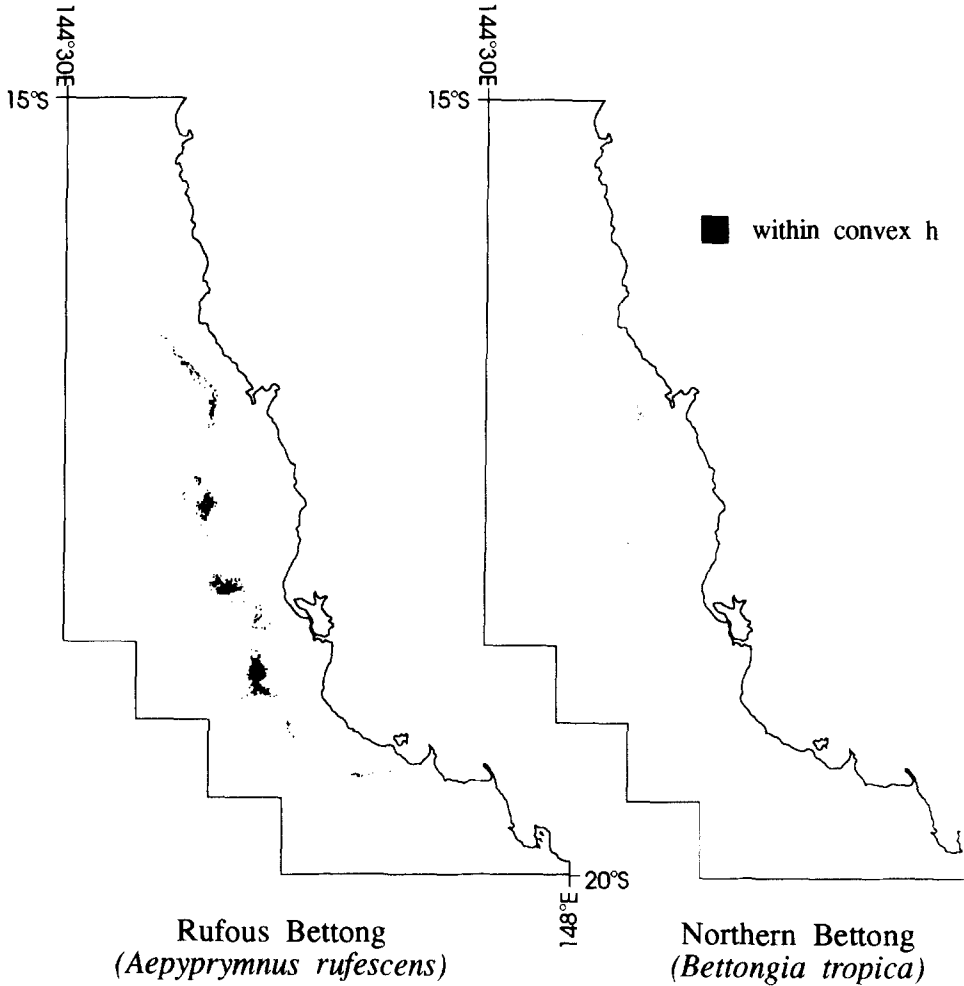 144°30E
144°30E
15°S
15°S
within convex h
20°S
148°E
Rufous Bettong
(Aepyprymnus rufescens)
Northern Bettong
(Bettongia tropica)